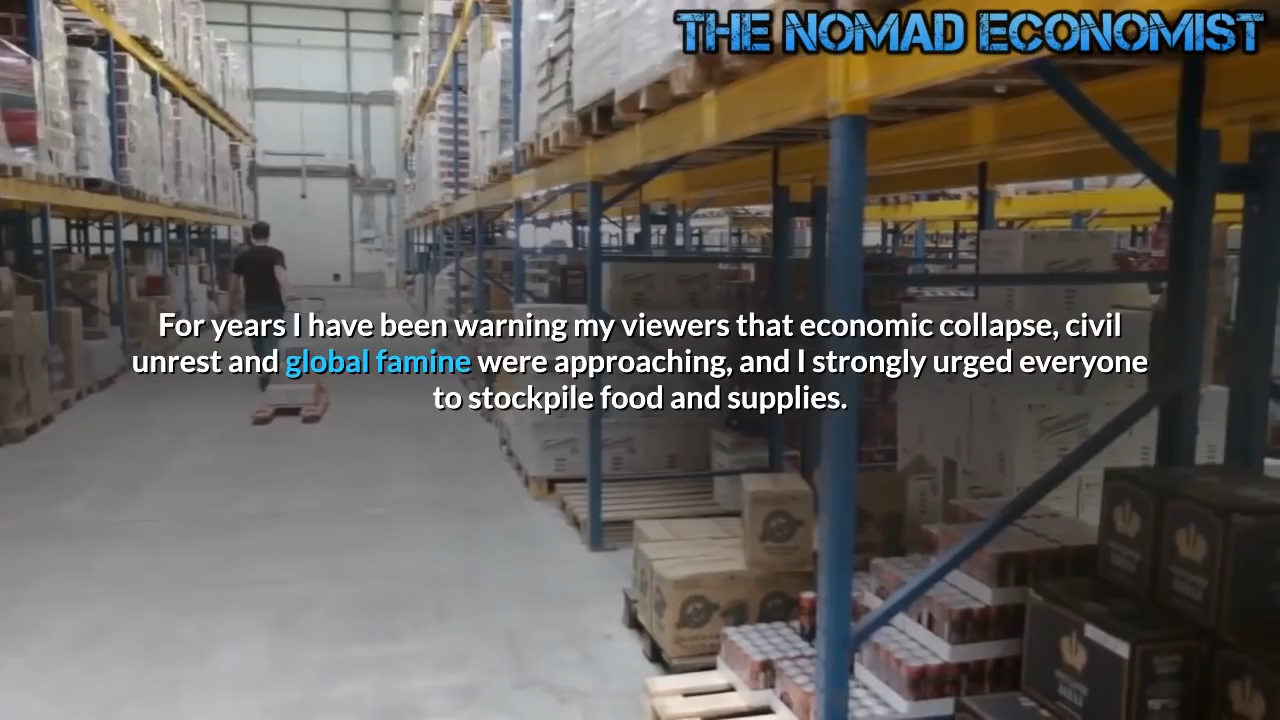 THE NOMAD ECONOMIST
For years I have been warning my viewers that economic collapse, civil
unrest and global famine were approaching, and I strongly urged everyone
to stockpile food and supplies.